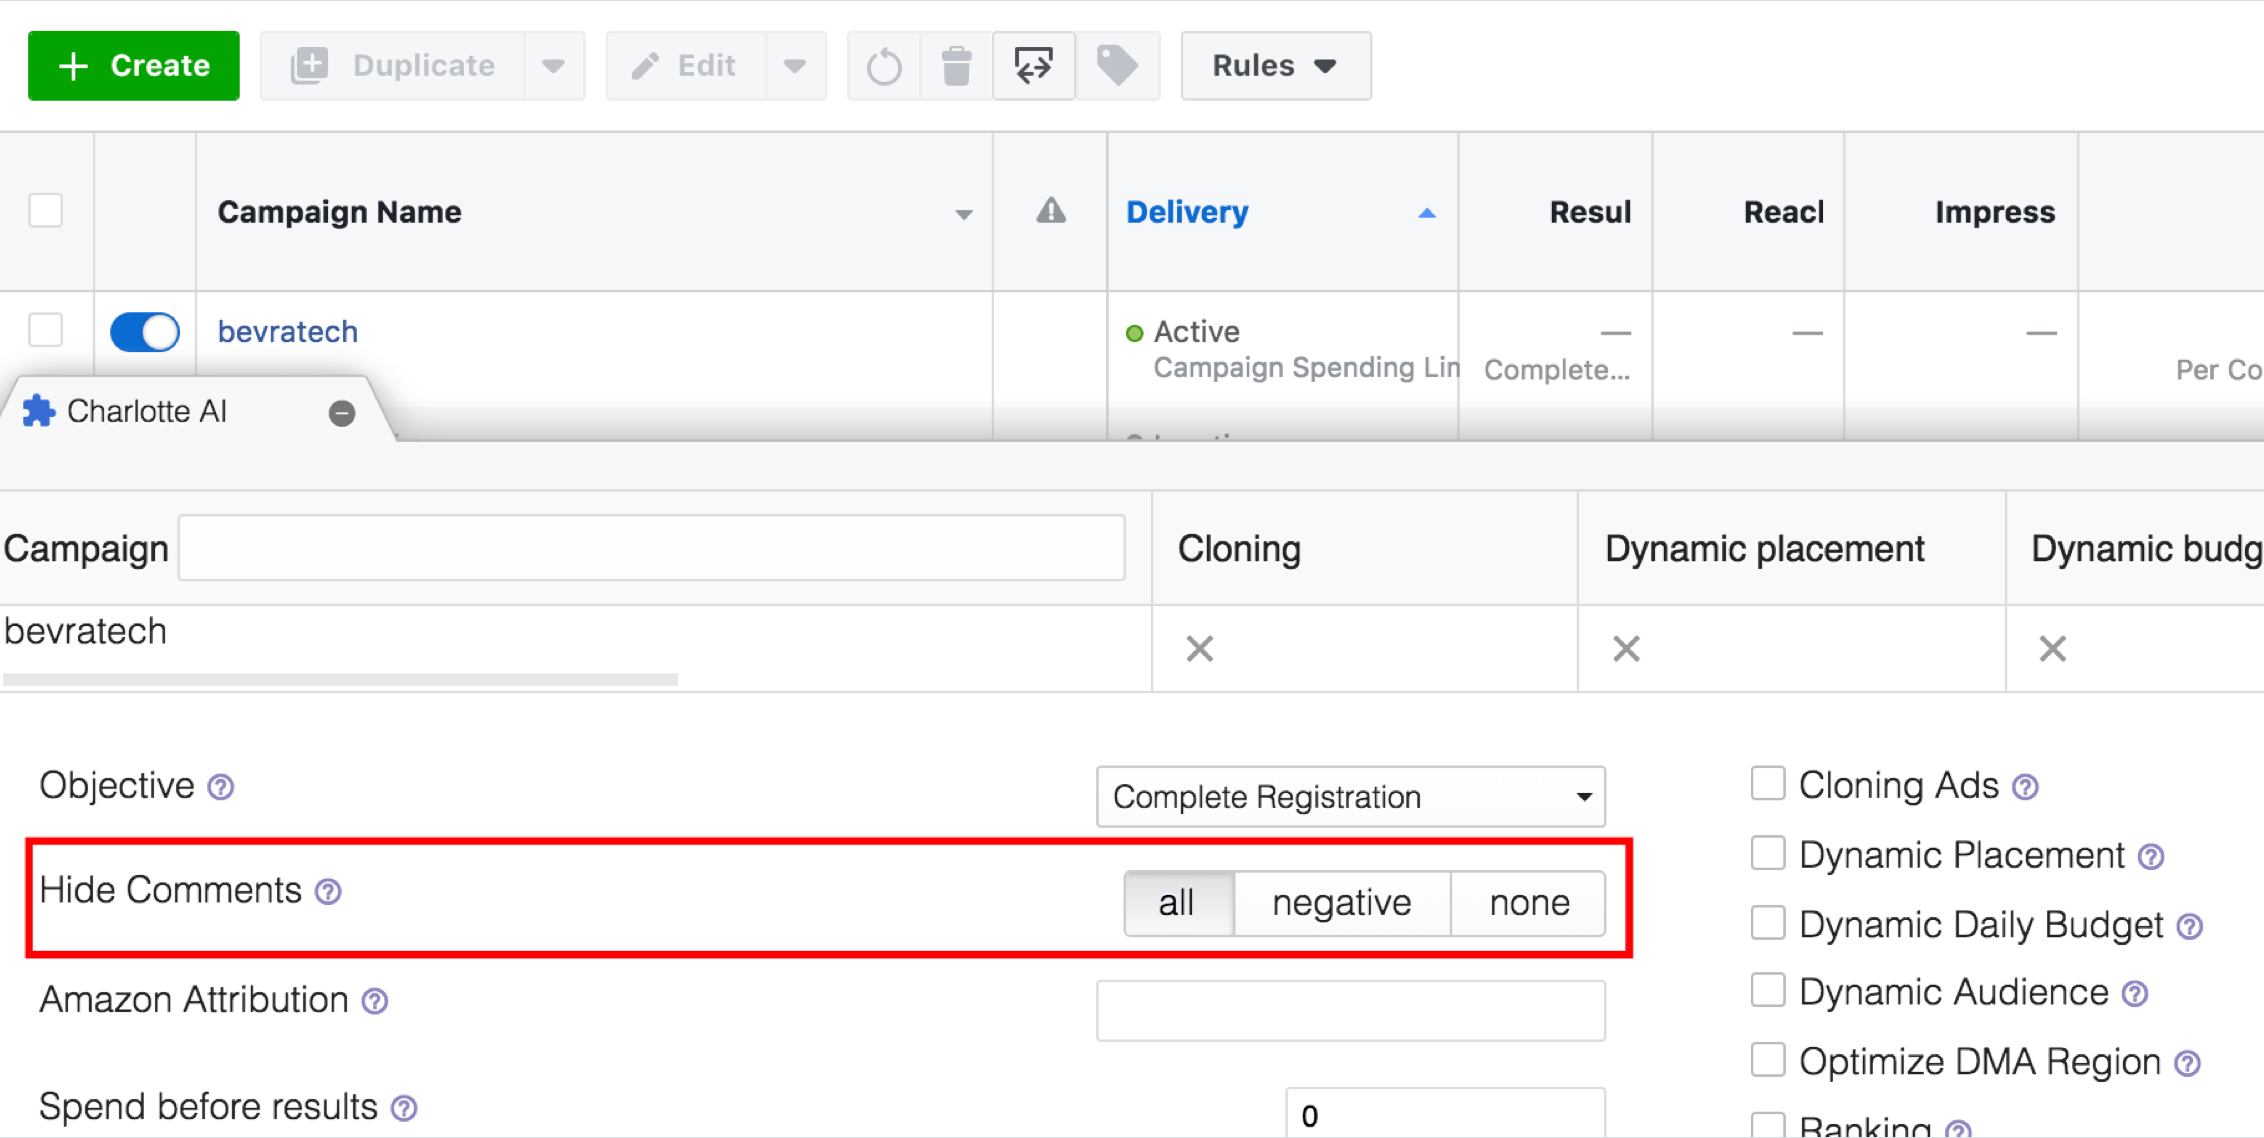 + Create Duplicate Edit Rules
Campaign Name Delivery Resul Reacl Impress
bevratech Active — — —
Campaign Spending Lin Complete... Per Co
Charlotte AI
Campaign Cloning Dynamic placement Dynamic budg
bevratech
Objective Complete Registration Cloning Ads
Hide Comments all negative none Dynamic Placement
Dynamic Daily Budget
Amazon Attribution Dynamic Audience
Optimize DMA Region
Spend before results 0 Ranking